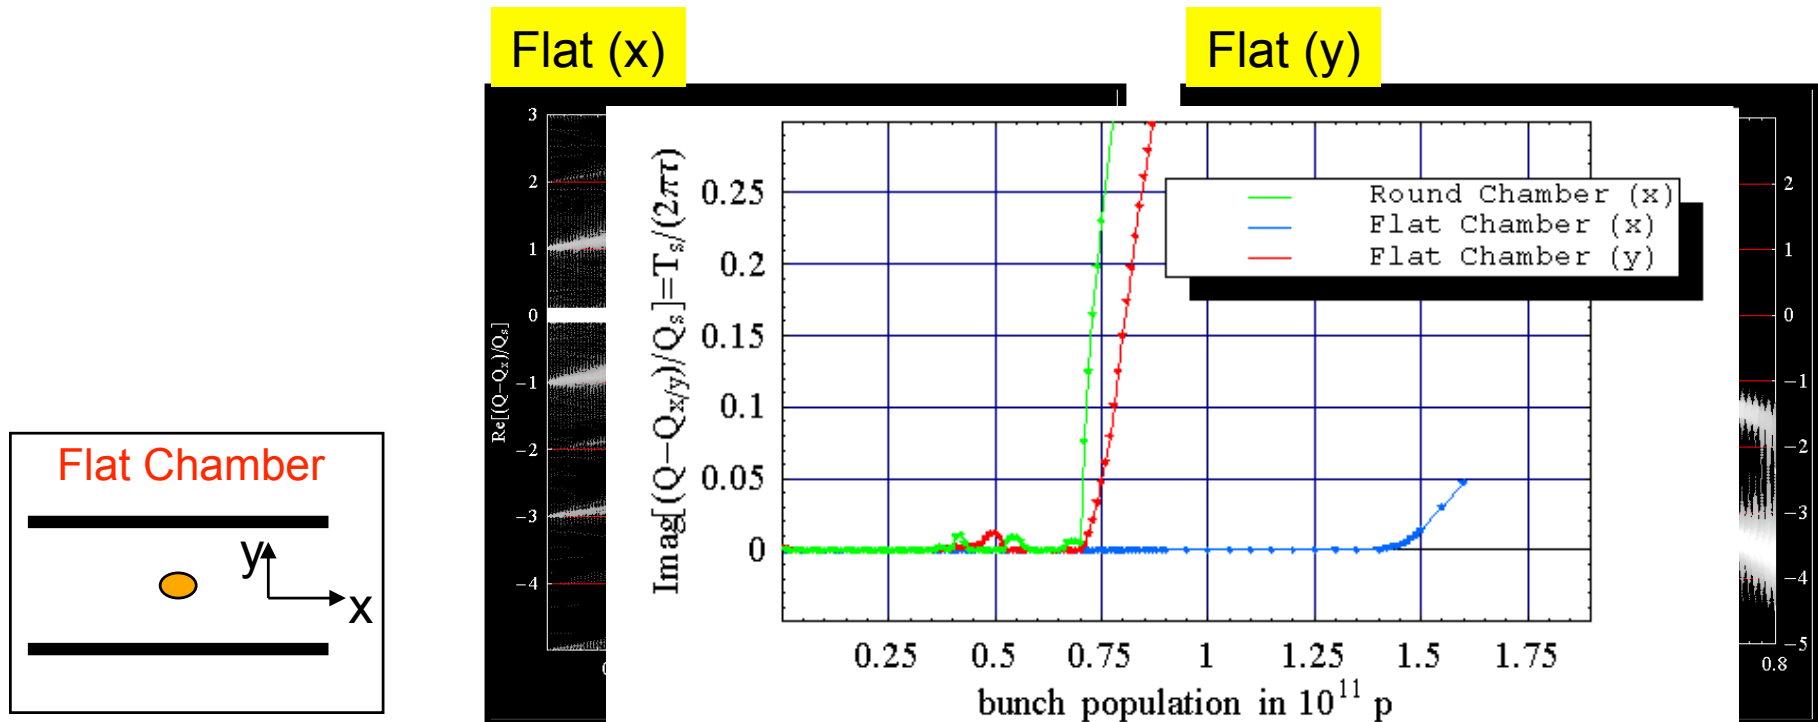 Flat (x)
Flat (y)
3
2
1
0
−1
−2
−3
−4
Re[(Q−Qₓ)/Qₛ]
Imag[(Q−Qx/y)/Qₛ]=Tₛ/(2πτ)
0.25
0.2
0.15
0.1
0.05
0
Round Chamber (x)
Flat Chamber (x)
Flat Chamber (y)
2
1
0
−1
−2
−3
−4
−5
0.8
0.25 0.5 0.75 1 1.25 1.5 1.75
bunch population in 10¹¹ p
Flat Chamber
y
x